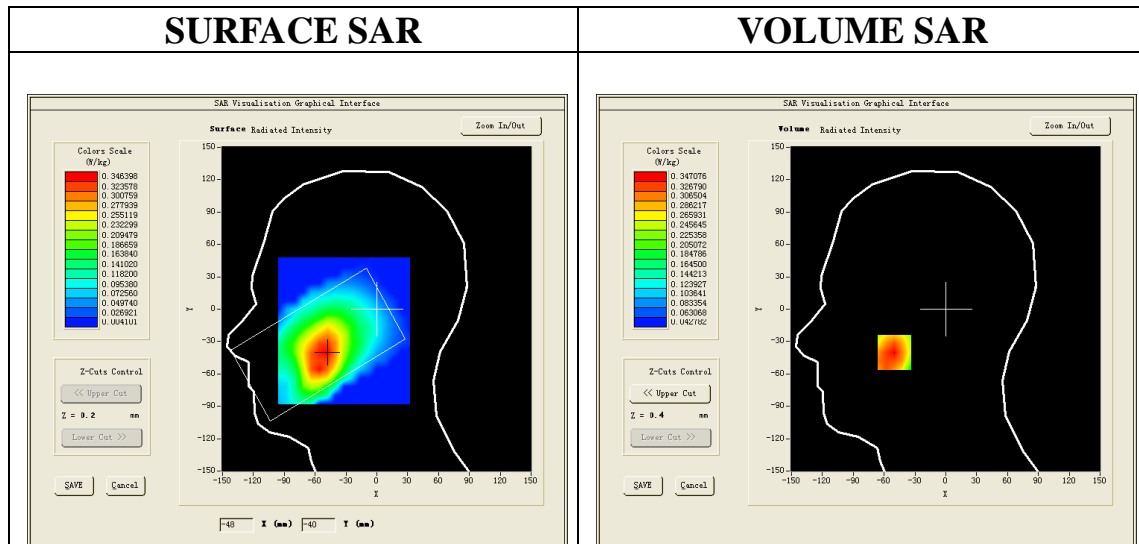 SURFACE SAR
VOLUME SAR
SAR Visualisation Graphical Interface
Surface Radiated Intensity
Zoom In/Out
Colors Scale
(W/kg)
0.346398
0.323578
0.300759
0.277939
0.255119
0.232299
0.209479
0.186659
0.163840
0.141020
0.118200
0.095380
0.072560
0.049740
0.026921
0.004101
Z-Cuts Control
<< Upper Cut
Z = 0.2 mm
Lower Cut >>
SAVE
Cancel
150
120
90
60
30
0
-30
-60
-90
-120
-150
Y
-150 -120 -90 -60 -30 0 30 60 90 120 150
X
-48 X (mm) -40 Y (mm)
SAR Visualisation Graphical Interface
Volume Radiated Intensity
Zoom In/Out
Colors Scale
(W/kg)
0.347076
0.326790
0.306504
0.286217
0.265931
0.245645
0.225358
0.205072
0.184786
0.164500
0.144213
0.123927
0.103641
0.083354
0.063068
0.042782
Z-Cuts Control
<< Upper Cut
Z = 0.4 mm
Lower Cut >>
SAVE
Cancel
150
120
90
60
30
0
-30
-60
-90
-120
-150
Y
-150 -120 -90 -60 -30 0 30 60 90 120 150
X